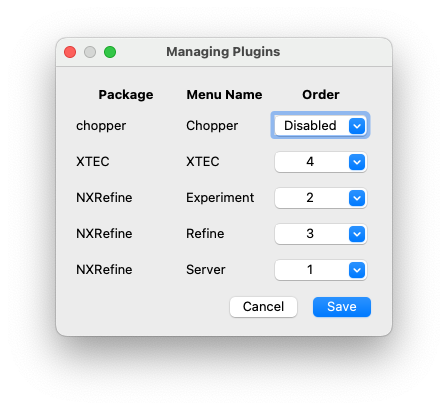 Managing Plugins
Package Menu Name Order
chopper Chopper Disabled
XTEC XTEC 4
NXRefine Experiment 2
NXRefine Refine 3
NXRefine Server 1
Cancel Save